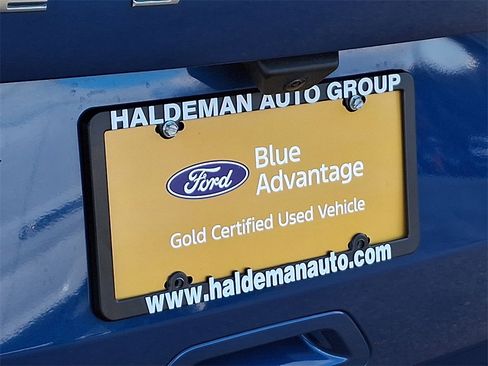 HALDEMAN AUTO GROUP
Ford
Blue
Advantage
Gold Certified Used Vehicle
www.haldemanauto.com